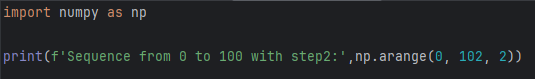 import numpy as np
print(f'Sequence from 0 to 100 with step2:',np.arange(0, 102, 2))